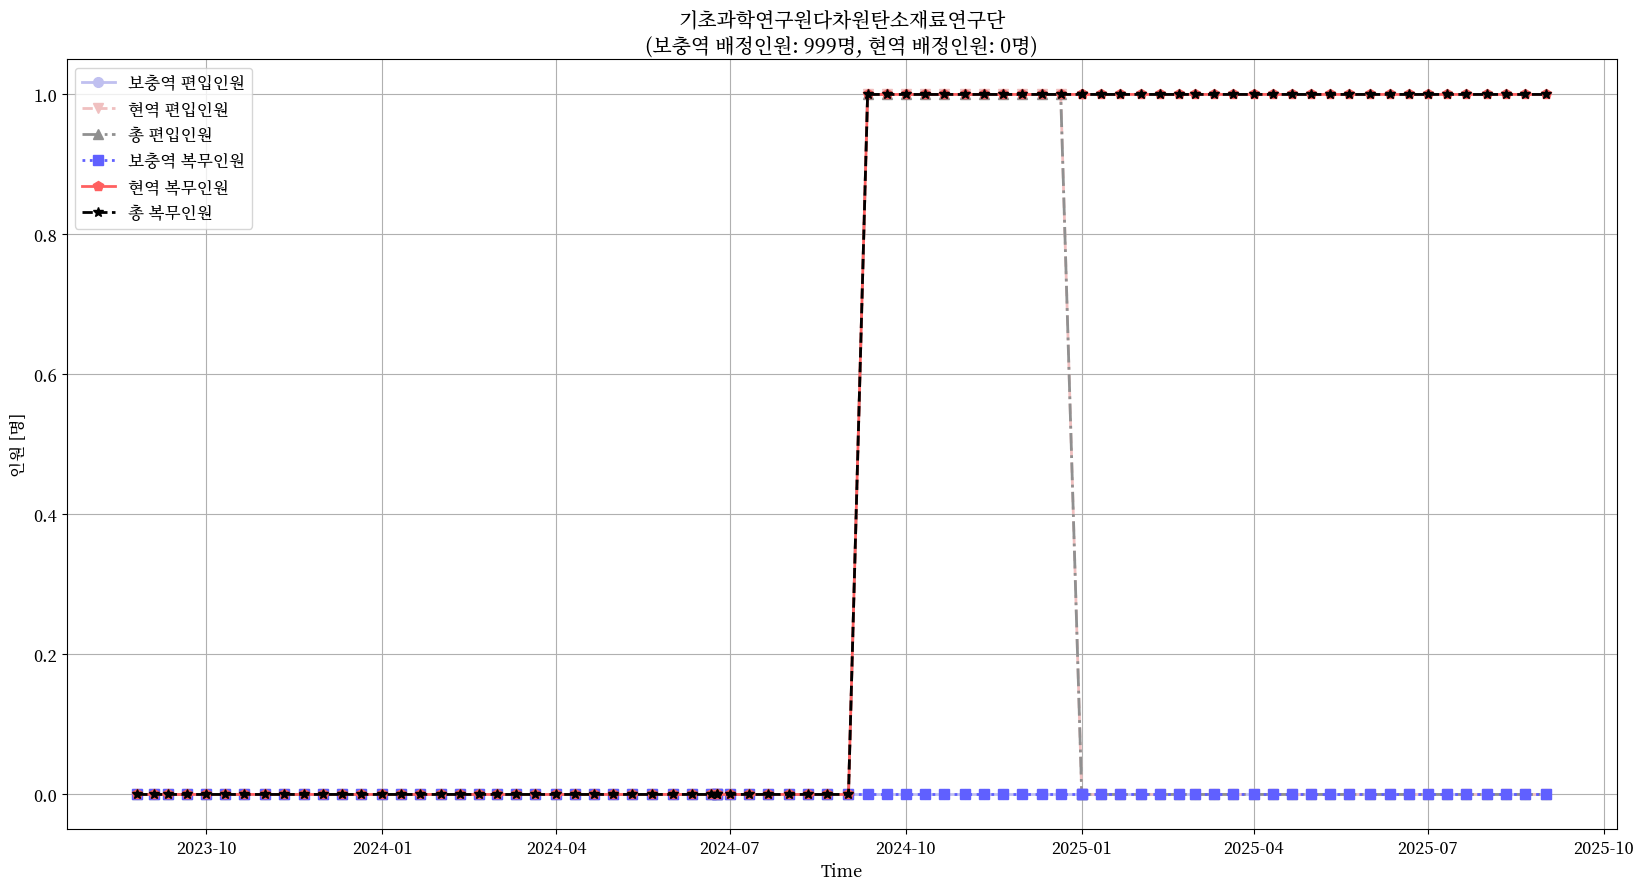 기초과학연구원다차원탄소재료연구단
(보충역 배정인원: 999명, 현역 배정인원: 0명)
보충역 편입인원
현역 편입인원
총 편입인원
보충역 복무인원
현역 복무인원
총 복무인원
1.0
0.8
0.6
0.4
0.2
0.0
인원 [명]
2023-10
2024-01
2024-04
2024-07
2024-10
2025-01
2025-04
2025-07
2025-10
Time